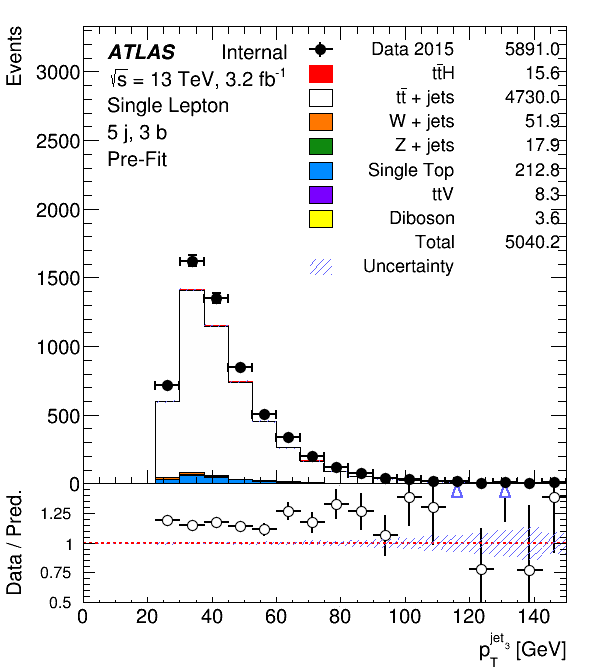 Events
ATLAS Internal
√s = 13 TeV, 3.2 fb⁻¹
Single Lepton
5 j, 3 b
Pre-Fit
Data 2015 5891.0
tt̄H 15.6
tt̄ + jets 4730.0
W + jets 51.9
Z + jets 17.9
Single Top 212.8
ttV 8.3
Diboson 3.6
Total 5040.2
Uncertainty
3000
2500
2000
1500
1000
500
0
Data / Pred.
1.25
1
0.75
0.5
0 20 40 60 80 100 120 140
p_T^{jet_3} [GeV]